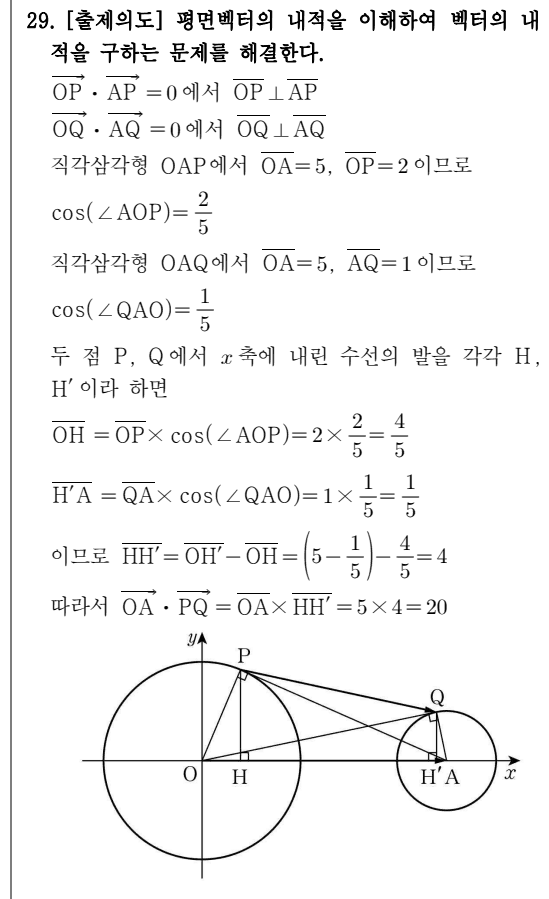 29. [출제의도] 평면벡터의 내적을 이해하여 벡터의 내
적을 구하는 문제를 해결한다.
$\overrightarrow{OP} \cdot \overrightarrow{AP} = 0$에서 $\overline{OP} \perp \overline{AP}$
$\overrightarrow{OQ} \cdot \overrightarrow{AQ} = 0$에서 $\overline{OQ} \perp \overline{AQ}$
직각삼각형 OAP에서 $\overline{OA} = 5$, $\overline{OP} = 2$이므로
$\cos(\angle AOP) = \frac{2}{5}$
직각삼각형 OAQ에서 $\overline{OA} = 5$, $\overline{AQ} = 1$이므로
$\cos(\angle QAO) = \frac{1}{5}$
두 점 P, Q에서 $x$축에 내린 수선의 발을 각각 H,
H′이라 하면
$\overline{OH} = \overline{OP} \times \cos(\angle AOP) = 2 \times \frac{2}{5} = \frac{4}{5}$
$\overline{H'A} = \overline{QA} \times \cos(\angle QAO) = 1 \times \frac{1}{5} = \frac{1}{5}$
이므로 $\overline{HH'} = \overline{OH'} - \overline{OH} = \left(5 - \frac{1}{5}\right) - \frac{4}{5} = 4$
따라서 $\overrightarrow{OA} \cdot \overrightarrow{PQ} = \overline{OA} \times \overline{HH'} = 5 \times 4 = 20$
y
P
Q
O H H′ A x